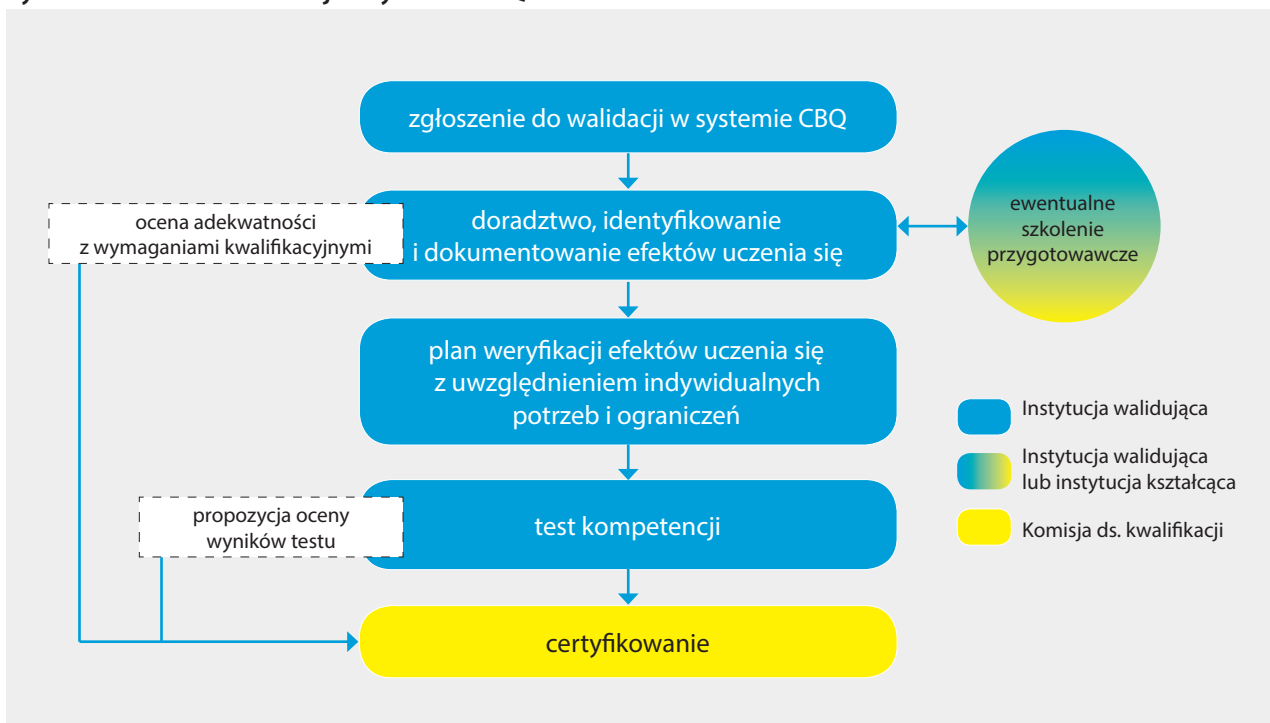 zgłoszenie do walidacji w systemie CBQ
ocena adekwatności
z wymaganiami kwalifikacyjnymi
doradztwo, identyfikowanie
i dokumentowanie efektów uczenia się
ewentualne
szkolenie
przygotowawcze
plan weryfikacji efektów uczenia się
z uwzględnieniem indywidualnych
potrzeb i ograniczeń
propozycja oceny
wyników testu
test kompetencji
certyfikowanie
Instytucja walidująca
Instytucja walidująca
lub instytucja kształcąca
Komisja ds. kwalifikacji